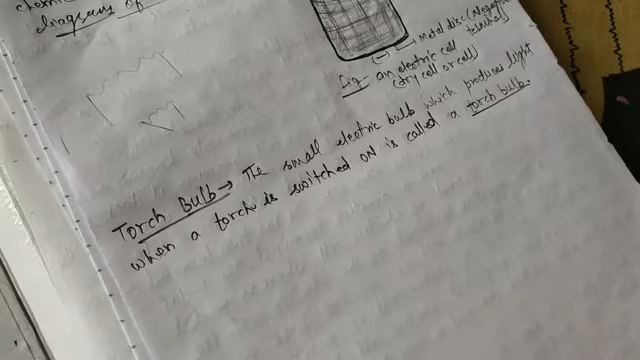 diagram of
Metal disc (Negative
terminal)
Fig- an electric cell
(dry cell or cell)
Torch Bulb→ The small electric bulb which produces light
when a torch is switched ON is called a torch bulb.